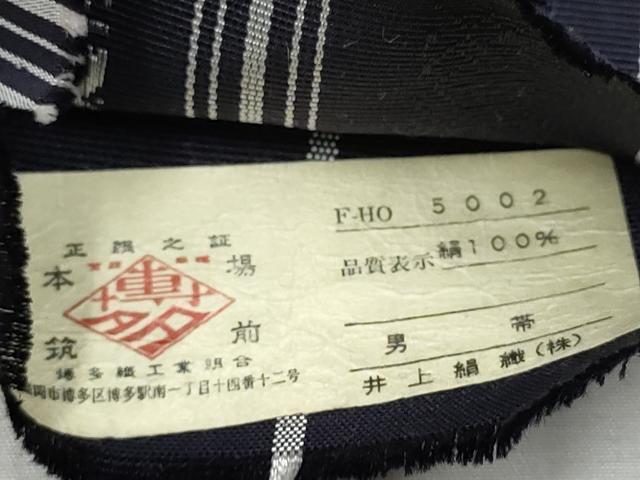 正銀之証
本場
博多
筑前
博多織工業組合
岡市博多区博多駅南一丁目十四番十二号
F-HO 5002
品質表示 絹100%
男帯
井上絹織(株)